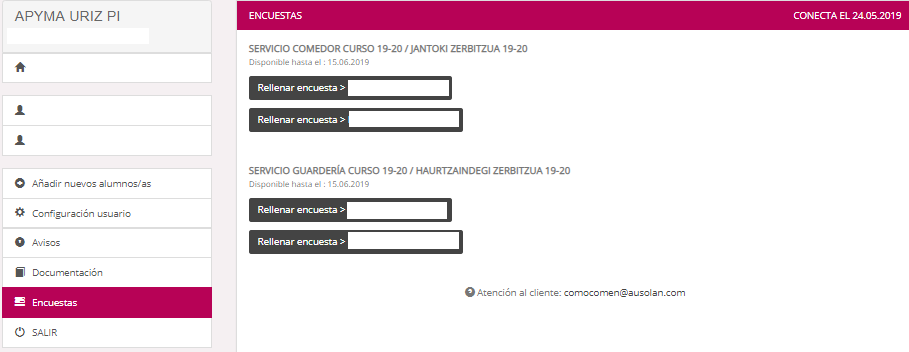 APYMA URIZ PI
Añadir nuevos alumnos/as
Configuración usuario
Avisos
Documentación
Encuestas
SALIR
ENCUESTAS
CONECTA EL 24.05.2019
SERVICIO COMEDOR CURSO 19-20 / JANTOKI ZERBITZUA 19-20
Disponible hasta el : 15.06.2019
Rellenar encuesta >
Rellenar encuesta >
SERVICIO GUARDERÍA CURSO 19-20 / HAURTZAINDEGI ZERBITZUA 19-20
Disponible hasta el : 15.06.2019
Rellenar encuesta >
Rellenar encuesta >
Atención al cliente: comocomen@ausolan.com